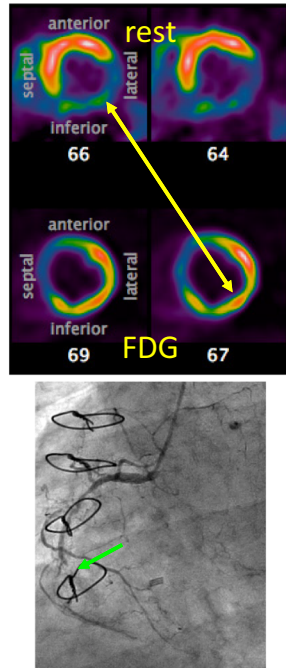 anterior
rest
septal
lateral
inferior
66
64
anterior
septal
lateral
inferior
69
FDG
67